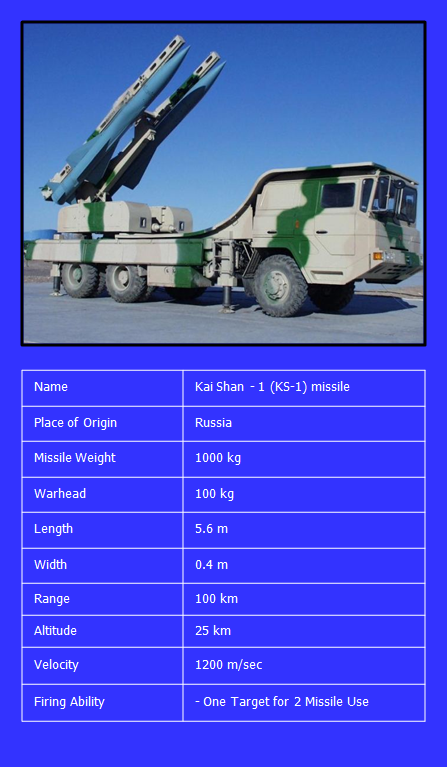 Name Kai Shan - 1 (KS-1) missile
Place of Origin Russia
Missile Weight 1000 kg
Warhead 100 kg
Length 5.6 m
Width 0.4 m
Range 100 km
Altitude 25 km
Velocity 1200 m/sec
Firing Ability - One Target for 2 Missile Use